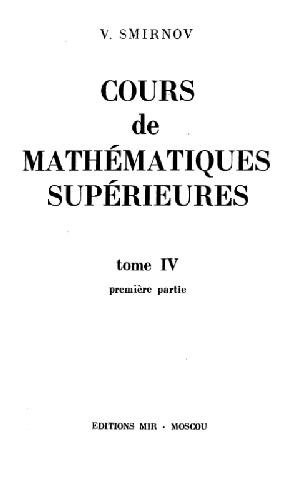 V. SMIRNOV
COURS
de
MATHÉMATIQUES
SUPÉRIEURES
tome IV
première partie
EDITIONS MIR - MOSCOU